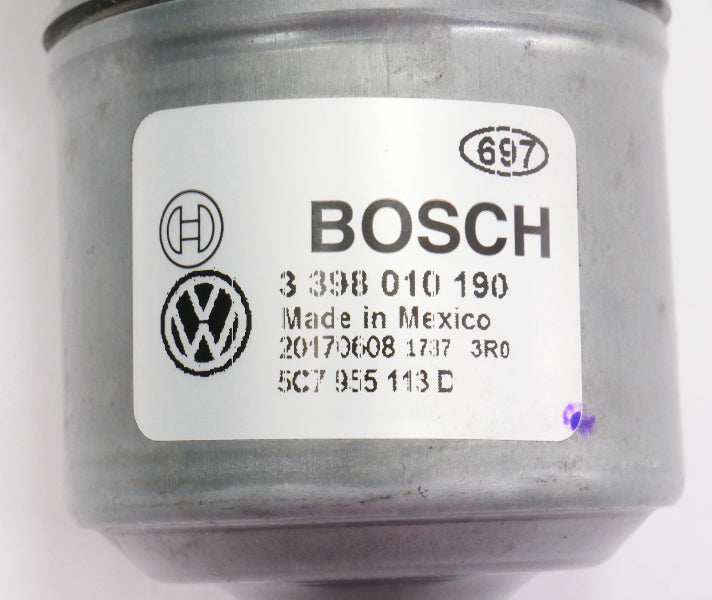 697
BOSCH
3 398 010 190
Made in Mexico
20170608 1737 3R0
5C7 955 113 D